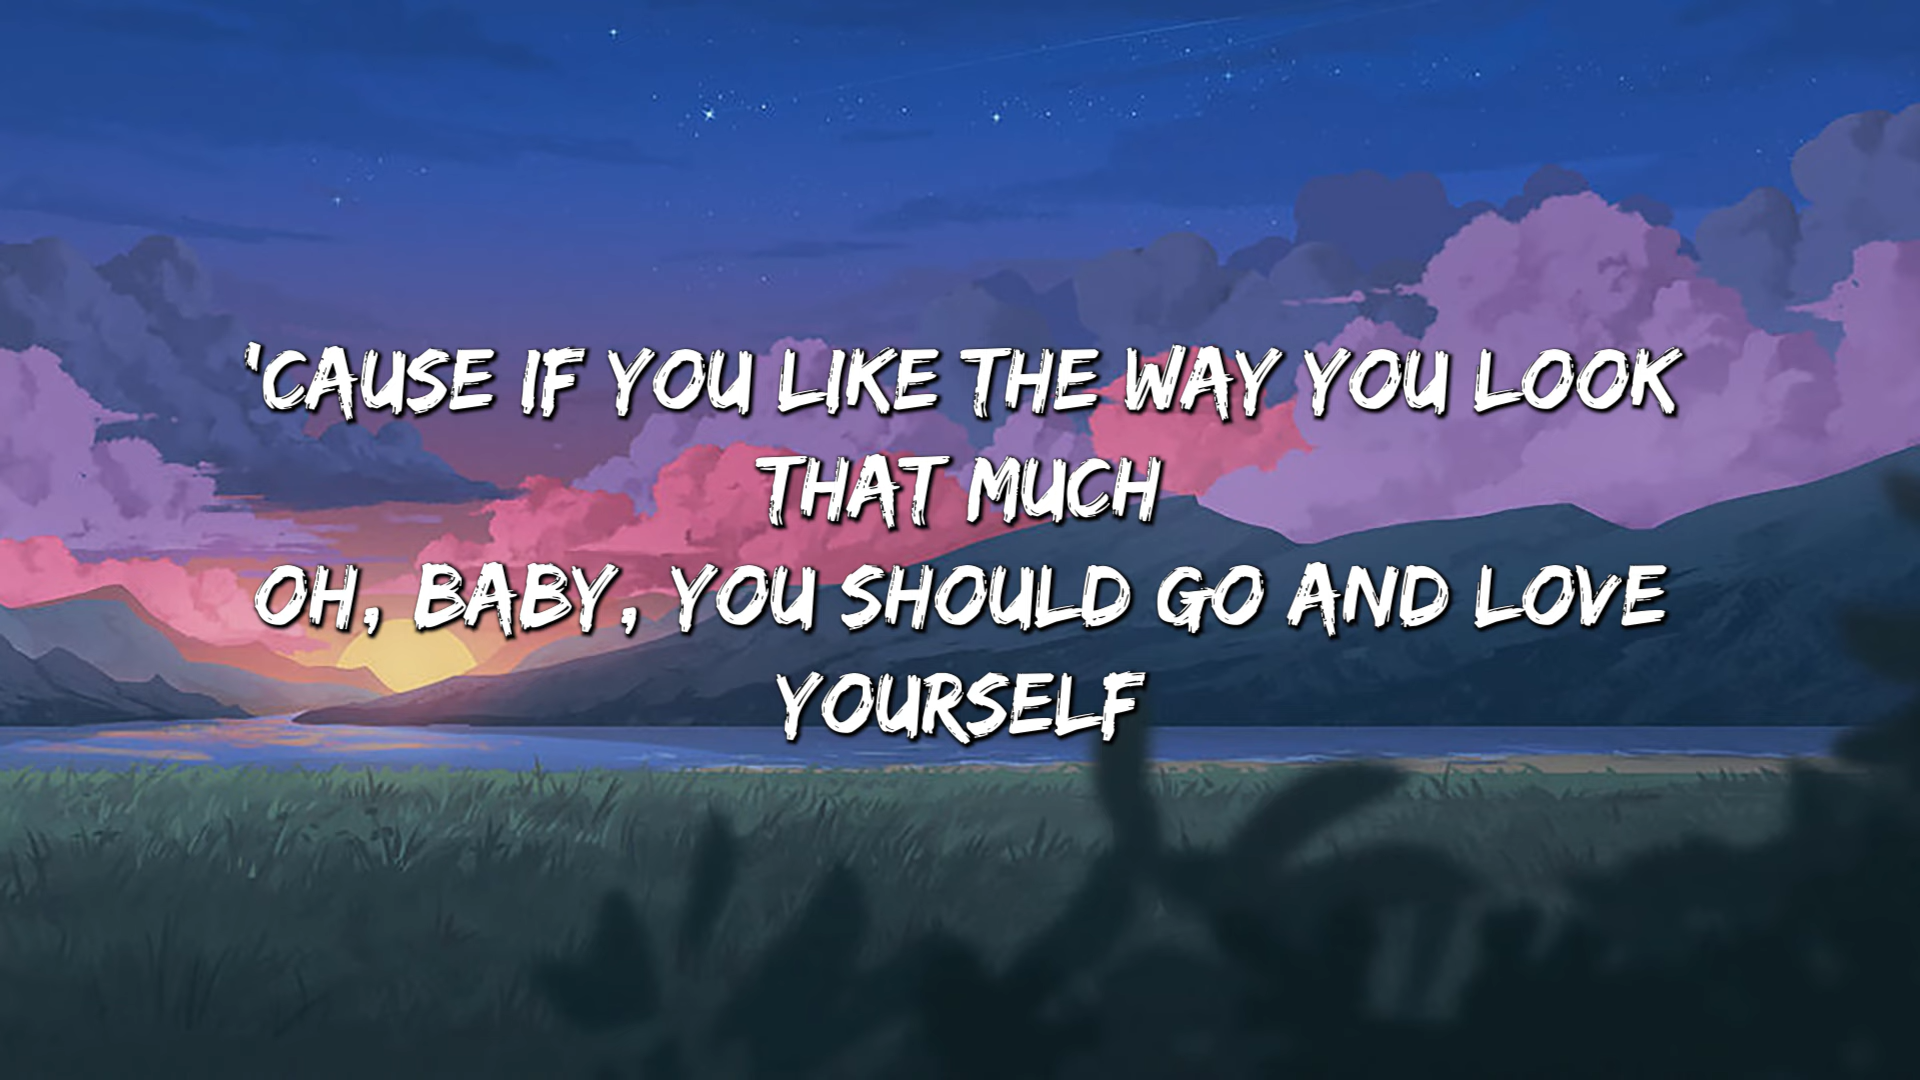 'CAUSE IF YOU LIKE THE WAY YOU LOOK
THAT MUCH
OH, BABY, YOU SHOULD GO AND LOVE
YOURSELF